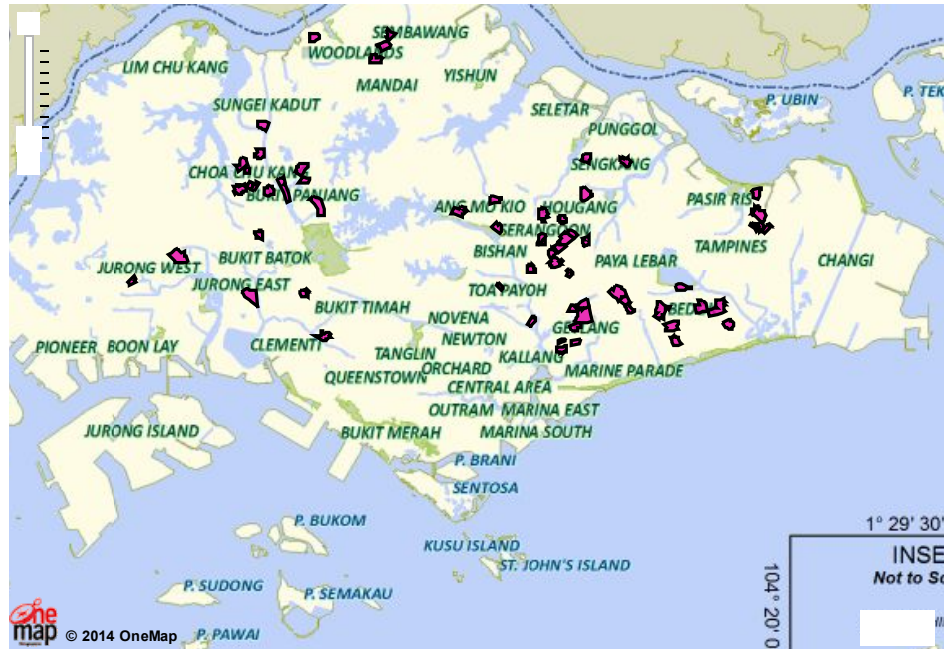 SEMBAWANG
WOODLANDS
LIM CHU KANG
MANDAI
YISHUN
SUNGEI KADUT
SELETAR
P. UBIN
P. TEK
PUNGGOL
SENGKANG
CHOA CHU KANG
BUKIT PANJANG
ANG MO KIO
HOUGANG
PASIR RIS
SERANGOON
BISHAN
TAMPINES
BUKIT BATOK
PAYA LEBAR
CHANGI
JURONG WEST
JURONG EAST
TOA PAYOH
BUKIT TIMAH
BEDOK
NOVENA
GEYLANG
NEWTON
PIONEER
BOON LAY
CLEMENTI
TANGLIN
KALLANG
ORCHARD
MARINE PARADE
QUEENSTOWN
CENTRAL AREA
OUTRAM
MARINA EAST
JURONG ISLAND
BUKIT MERAH
MARINA SOUTH
P. BRANI
SENTOSA
P. BUKOM
1° 29' 30'
KUSU ISLAND
INSE
ST. JOHN'S ISLAND
Not to Sc
104° 20' 0
P. SUDONG
P. SEMAKAU
One
map © 2014 OneMap
P. PAWAI